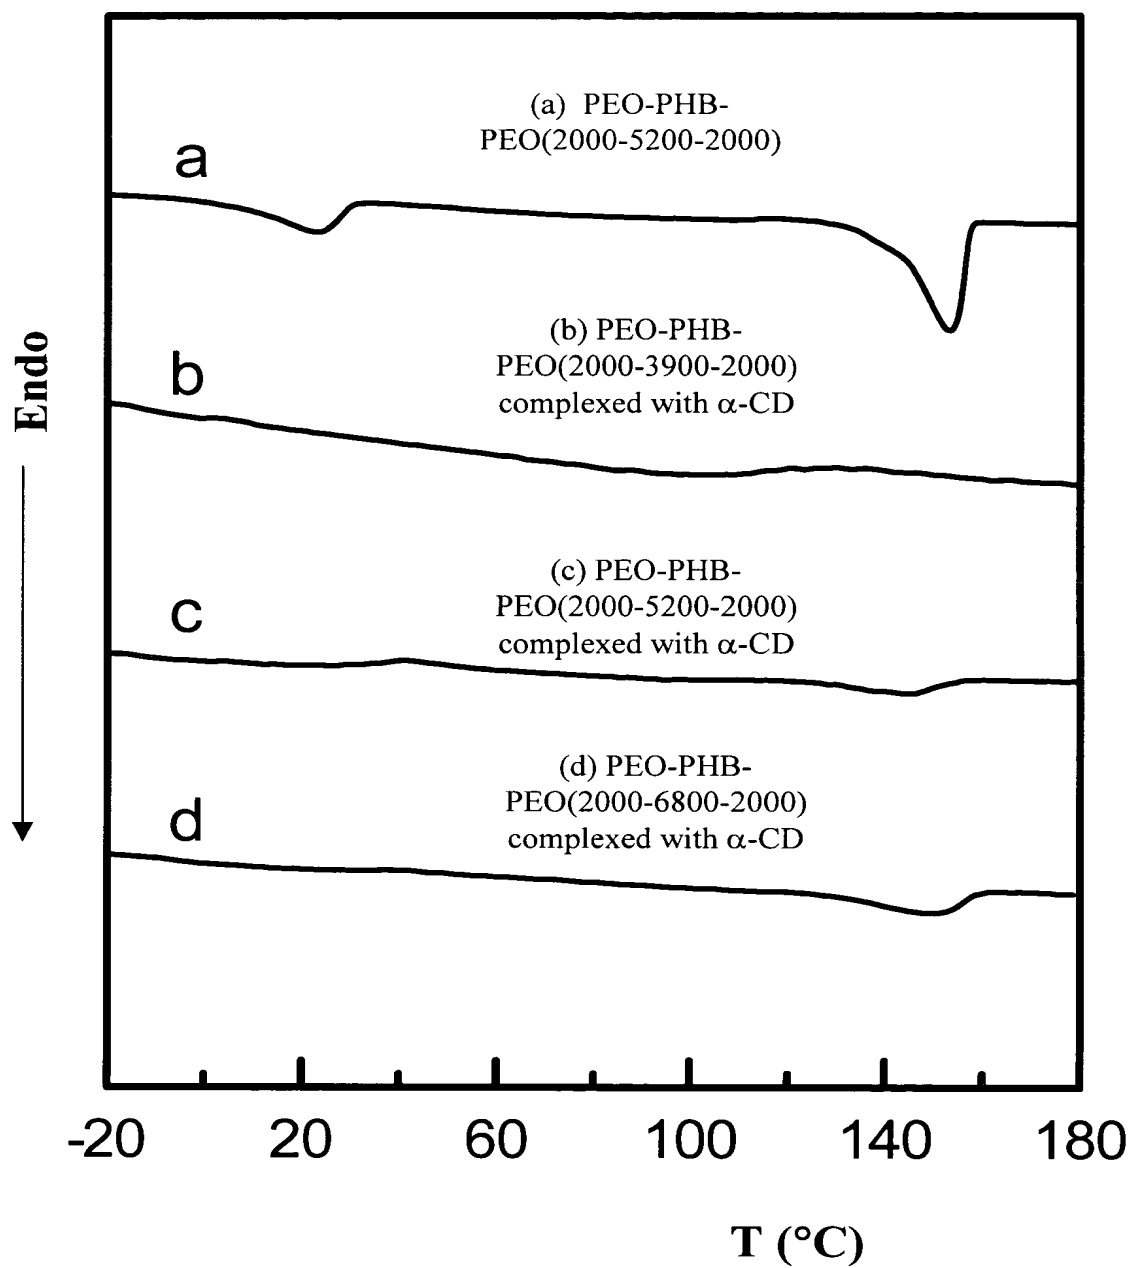 (a) PEO-PHB-
PEO(2000-5200-2000)
a
(b) PEO-PHB-
PEO(2000-3900-2000)
complexed with α-CD
b
Endo
(c) PEO-PHB-
PEO(2000-5200-2000)
complexed with α-CD
c
(d) PEO-PHB-
PEO(2000-6800-2000)
complexed with α-CD
d
-20 20 60 100 140 180
T (°C)